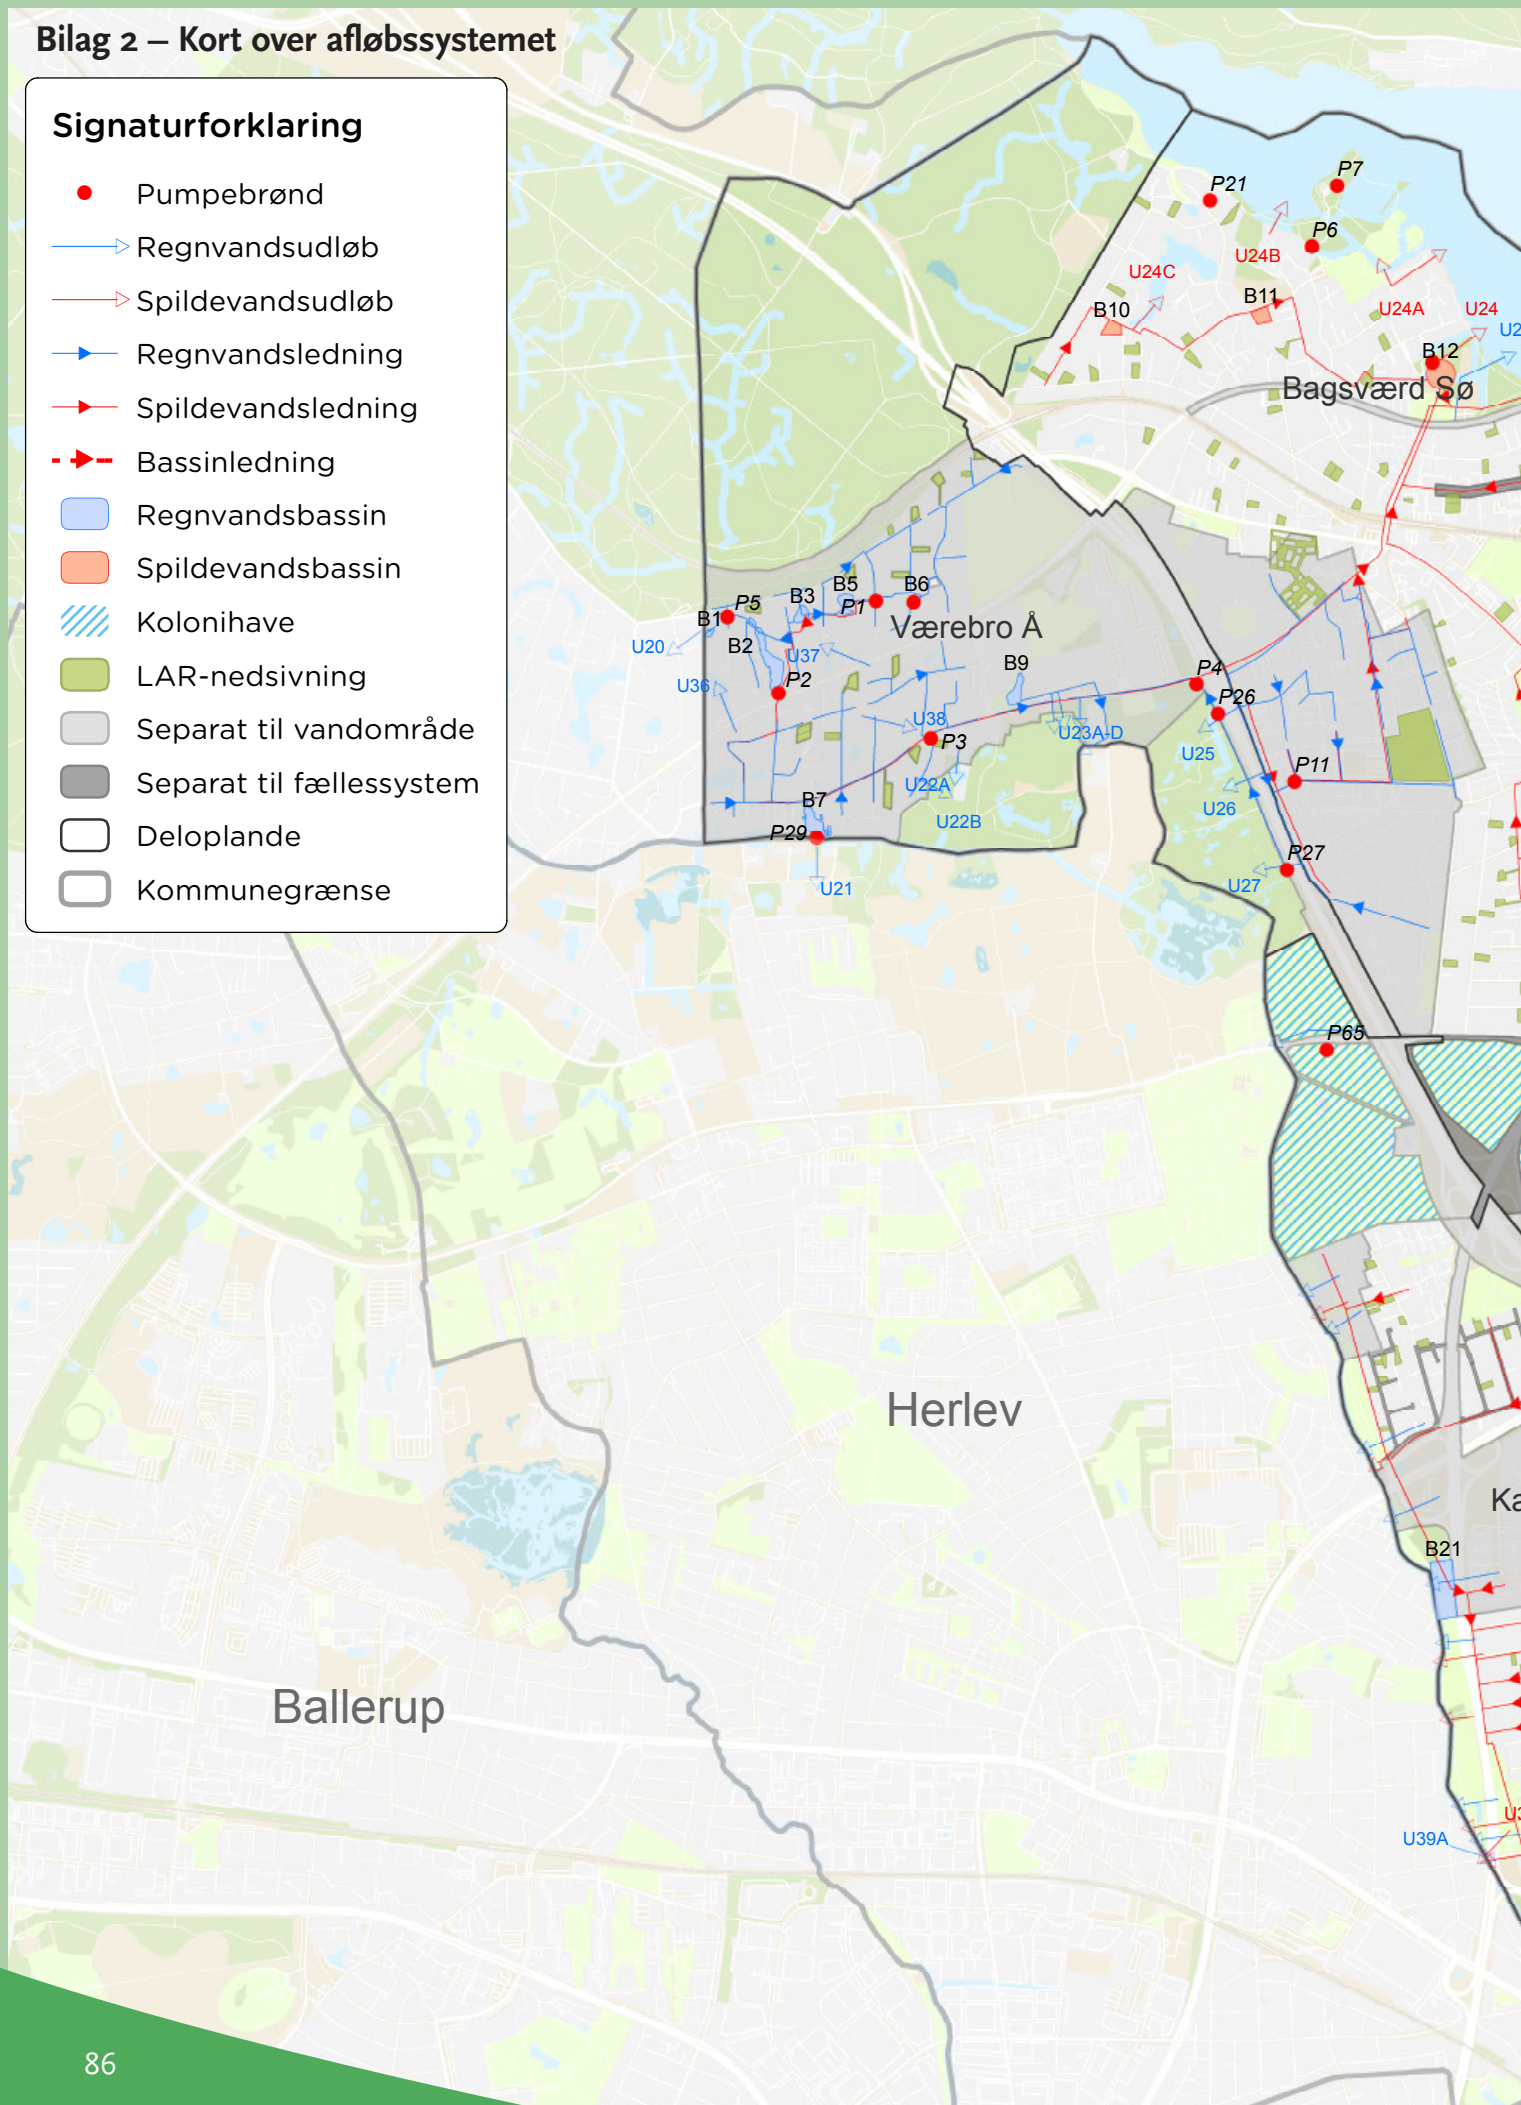 Bilag 2 – Kort over afløbssystemet
Signaturforklaring
Pumpebrønd
Regnvandsudløb
Spildevandsudløb
Regnvandsledning
Spildevandsledning
Bassinledning
Regnvandsbassin
Spildevandsbassin
Kolonihave
LAR-nedsivning
Separat til vandområde
Separat til fællessystem
Deloplande
Kommunegrænse
P7
P21
P6
U24B
U24C
B11
B10
U24A
U24
B12
Bagsværd Sø
B3
B5
B6
P5
P1
B1
Værebro Å
U20
B2
U37
B9
U36
P2
P4
P26
U38
U23A-D
P3
U25
U22A
P11
B7
U26
U22B
P29
P27
U21
U27
P65
Herlev
B21
Ballerup
U39A
86